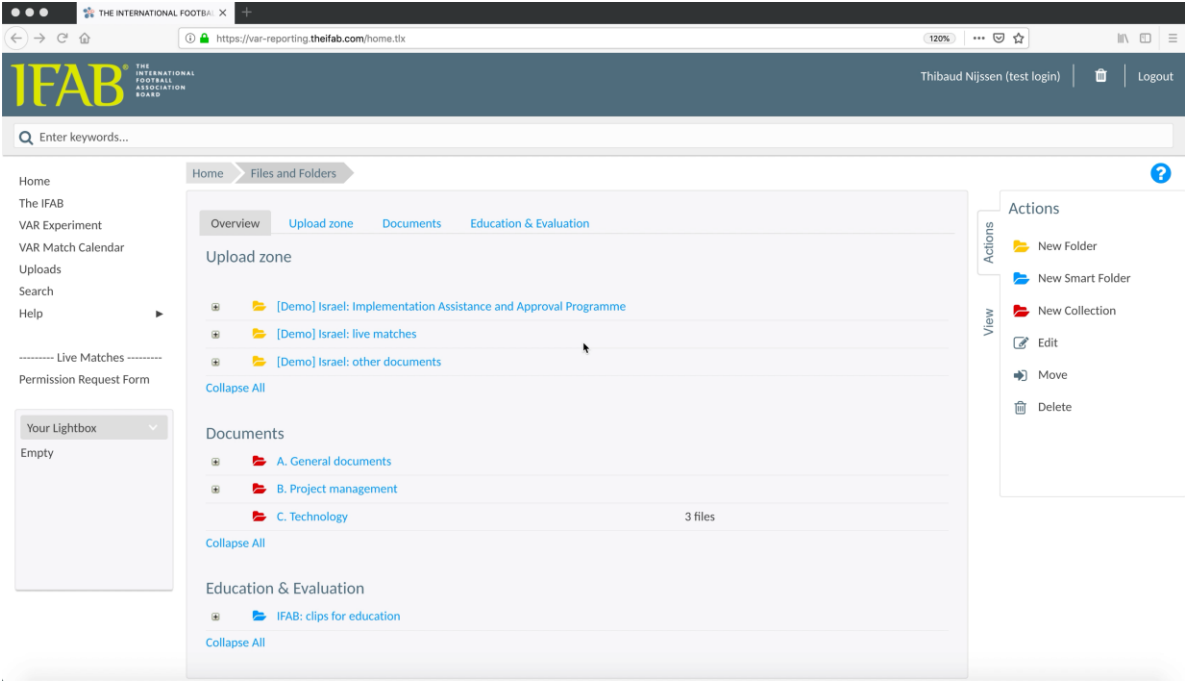 THE INTERNATIONAL FOOTBAL
https://var-reporting.theifab.com/home.tlx
120%
IFAB
THE
INTERNATIONAL
FOOTBALL
ASSOCIATION
BOARD
Thibaud Nijssen (test login)
Logout
Enter keywords...
Home
The IFAB
VAR Experiment
VAR Match Calendar
Uploads
Search
Help
--------- Live Matches ---------
Permission Request Form
Your Lightbox
Empty
Home
Files and Folders
Overview
Upload zone
Documents
Education & Evaluation
Upload zone
[Demo] Israel: Implementation Assistance and Approval Programme
[Demo] Israel: live matches
[Demo] Israel: other documents
Collapse All
Documents
A. General documents
B. Project management
C. Technology
3 files
Collapse All
Education & Evaluation
IFAB: clips for education
Collapse All
?
Actions
View
Actions
New Folder
New Smart Folder
New Collection
Edit
Move
Delete